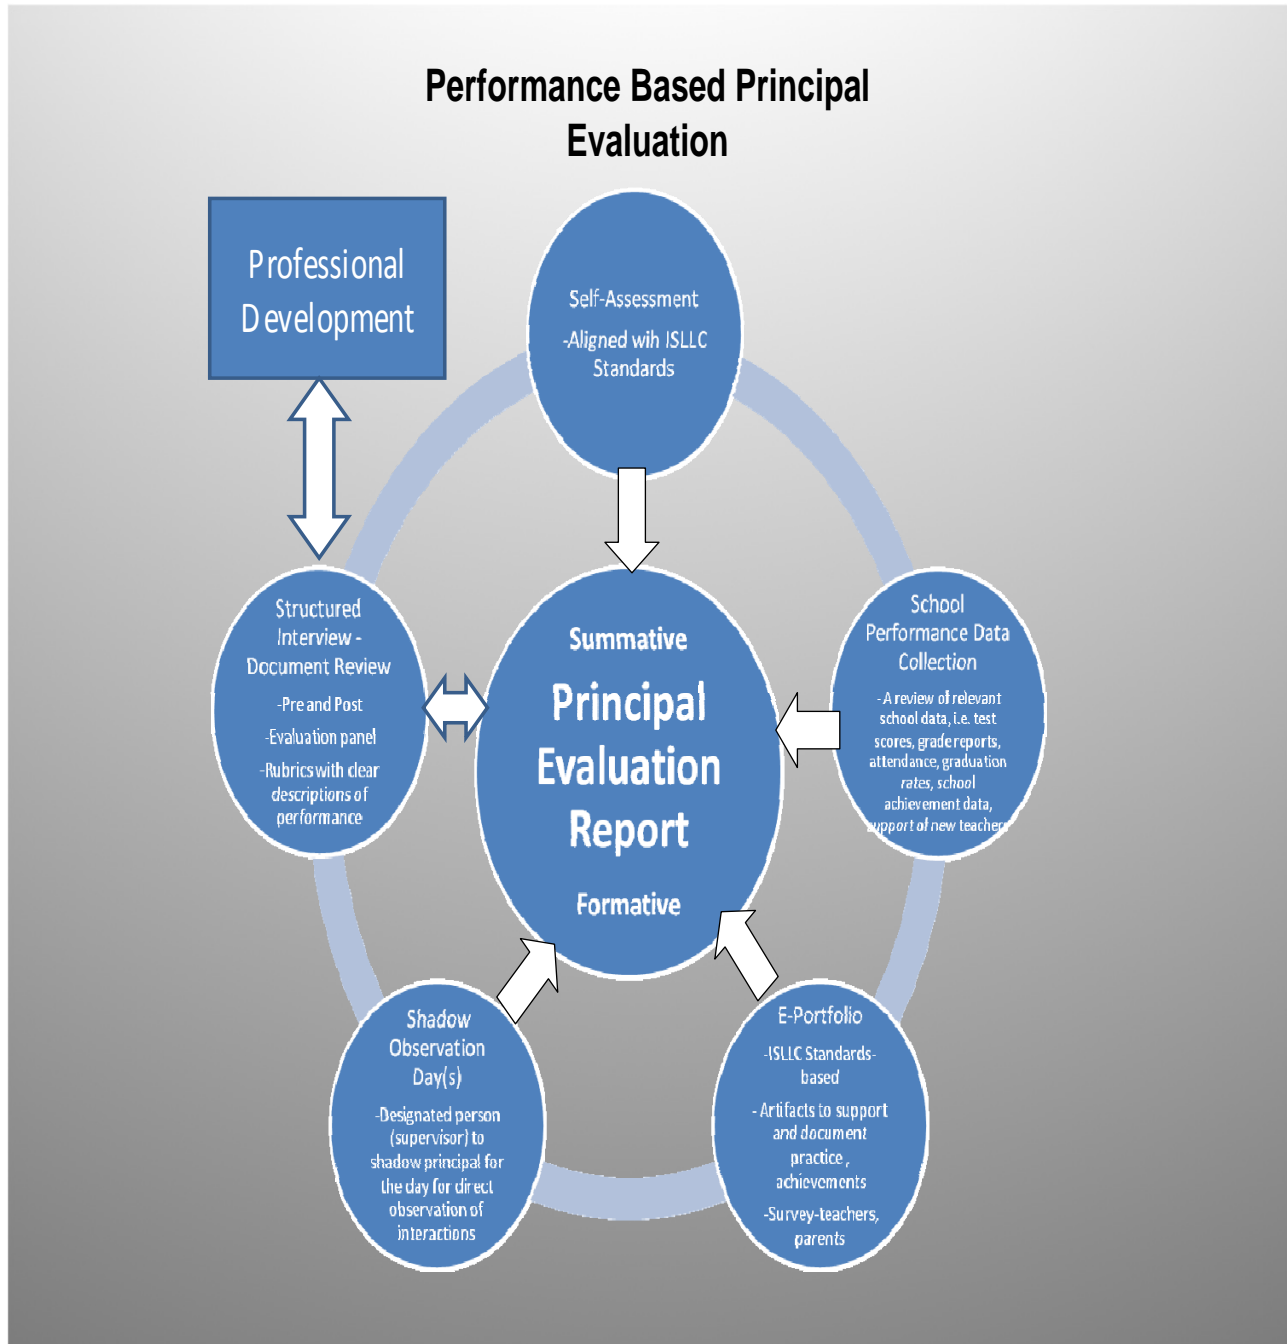 Performance Based Principal
Evaluation
Professional
Development
Self-Assessment
-Aligned wih ISLLC
Standards
Structured
Interview -
Document Review
-Pre and Post
-Evaluation panel
-Rubrics with clear
descriptions of
performance
Summative
Principal
Evaluation
Report
Formative
School
Performance Data
Collection
- A review of relevant
school data, i.e. test
scores, grade reports,
attendance, graduation
rates, school
achievement data,
support of new teachers
Shadow
Observation
Day(s)
-Designated person
(supervisor) to
shadow principal for
the day for direct
observation of
interactions
E-Portfolio
-ISLLC Standards-
based
- Artifacts to support
and document
practice ,
achievements
-Survey-teachers,
parents